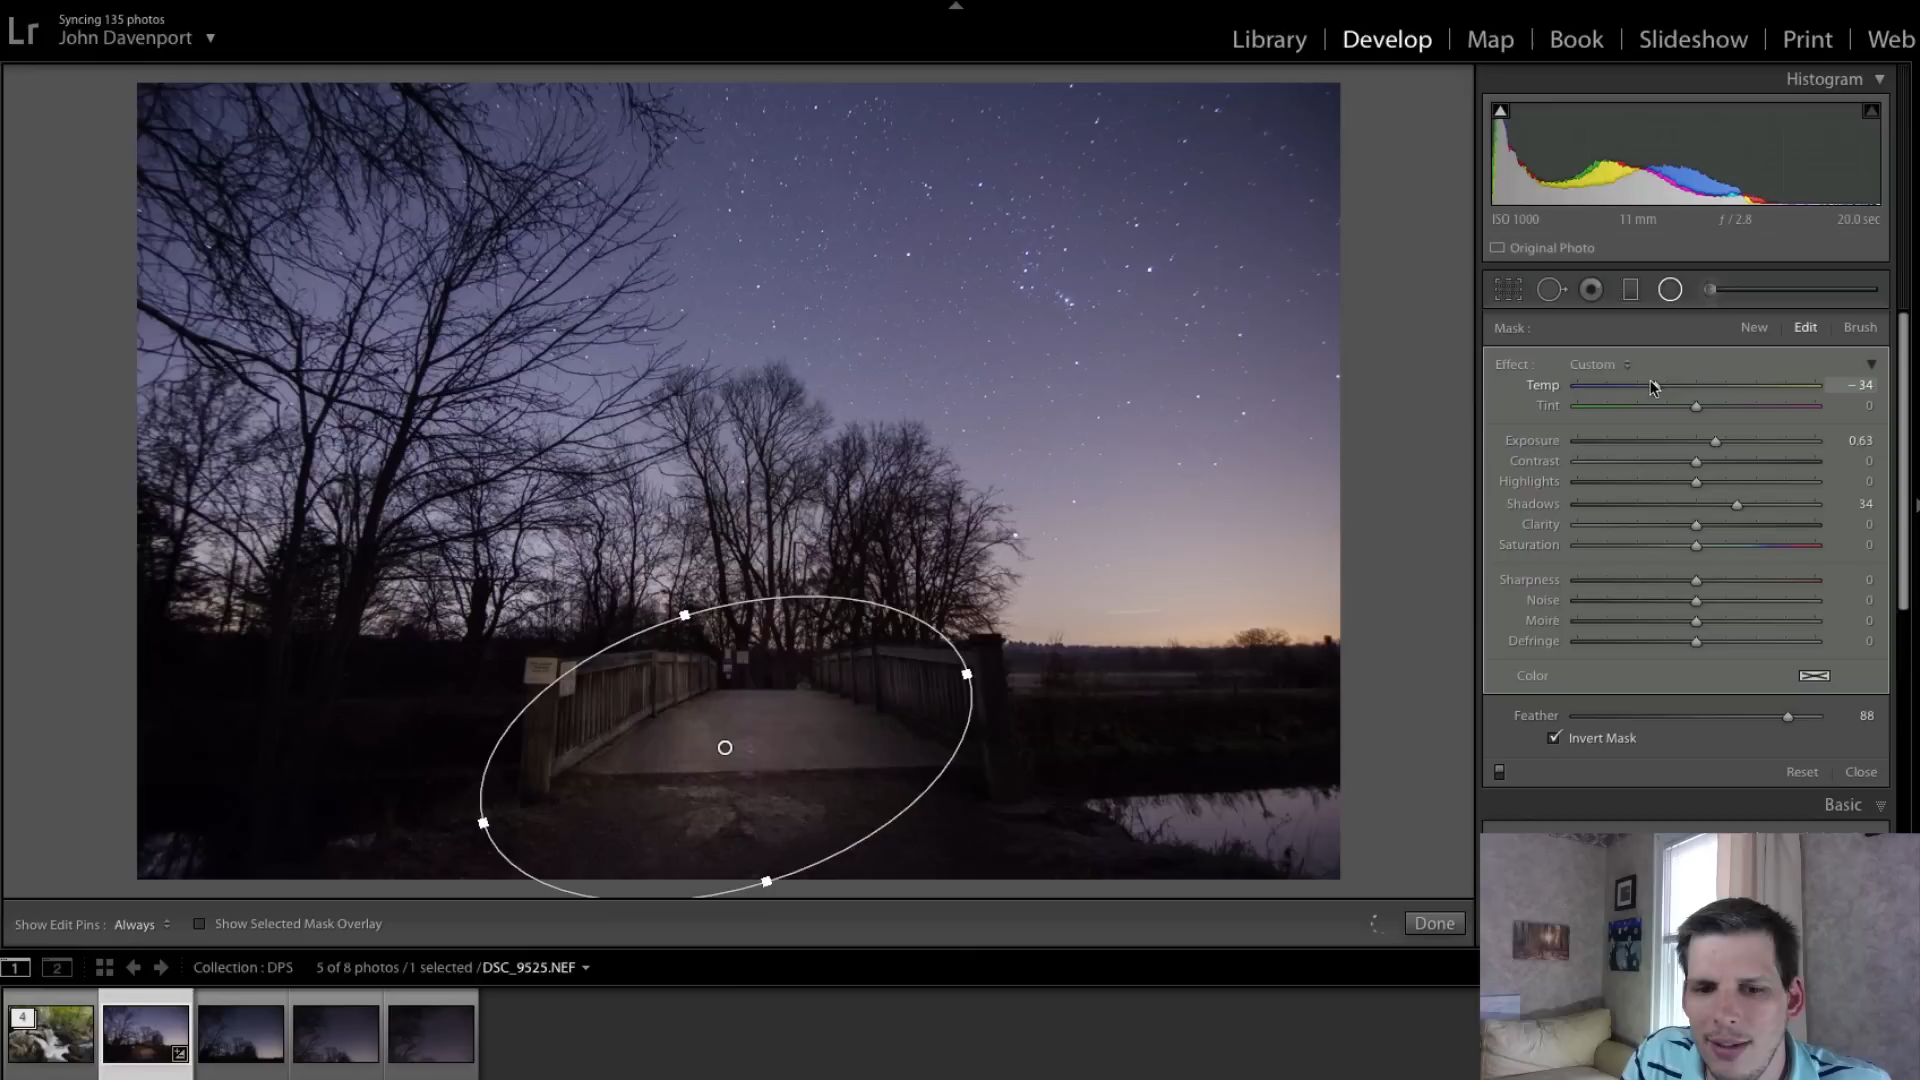 Lr
Syncing 135 photos
John Davenport
Library Develop Map Book Slideshow Print Web
Histogram
ISO 1000 11 mm ƒ / 2.8 20.0 sec
Original Photo
Mask : New Edit Brush
Effect : Custom
Temp – 34
Tint 0
Exposure 0.63
Contrast 0
Highlights 0
Shadows 34
Clarity 0
Saturation 0
Sharpness 0
Noise 0
Moire 0
Defringe 0
Color
Feather 88
Invert Mask
Reset Close
Basic
Show Edit Pins : Always Show Selected Mask Overlay Done
1 2 Collection : DPS 5 of 8 photos / 1 selected / DSC_9525.NEF
4